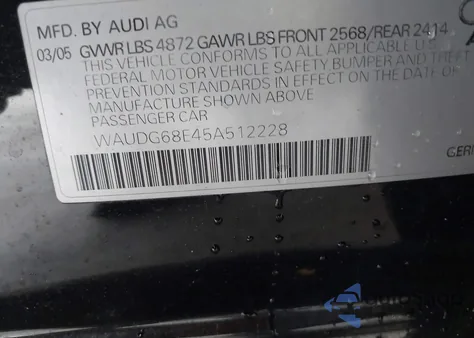 MFD. BY AUDI AG
03/05 GVWR LBS 4872 GAWR LBS FRONT 2568/REAR 2414
THIS VEHICLE CONFORMS TO ALL APPLICABLE U.S.
FEDERAL MOTOR VEHICLE SAFETY BUMPER AND THEFT
PREVENTION STANDARDS IN EFFECT ON THE DATE OF
MANUFACTURE SHOWN ABOVE
PASSENGER CAR
WAUDG68E45A512228